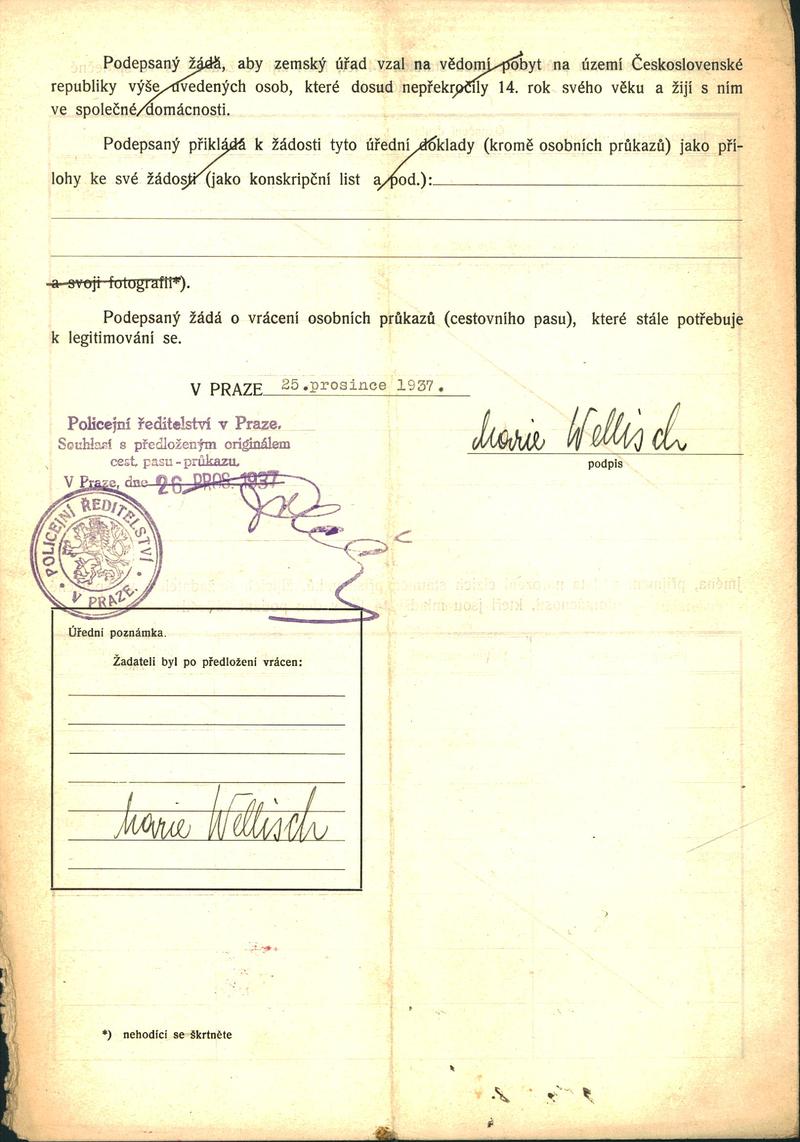 Podepsaný žádá, aby zemský úřad vzal na vědomí pobyt na území Československé
republiky výše uvedených osob, které dosud nepřekročily 14. rok svého věku a žijí s ním
ve společné domácnosti.
Podepsaný přikládá k žádosti tyto úřední doklady (kromě osobních průkazů) jako pří-
lohy ke své žádosti (jako konskripční list a pod.):
a svoji fotografii*).
Podepsaný žádá o vrácení osobních průkazů (cestovního pasu), které stále potřebuje
k legitimování se.
V PRAZE 25.prosince 1937.
Marie Wellisch
podpis
Policejní ředitelství v Praze.
Souhlasí s předloženým originálem
cest. pasu-průkazu.
V Praze, dne 26 PROS. 1937
POLICEJNÍ ŘEDITELSTVÍ
V PRAZE.
Úřední poznámka.
Žadateli byl po předložení vrácen:
Marie Wellisch
*) nehodící se škrtněte